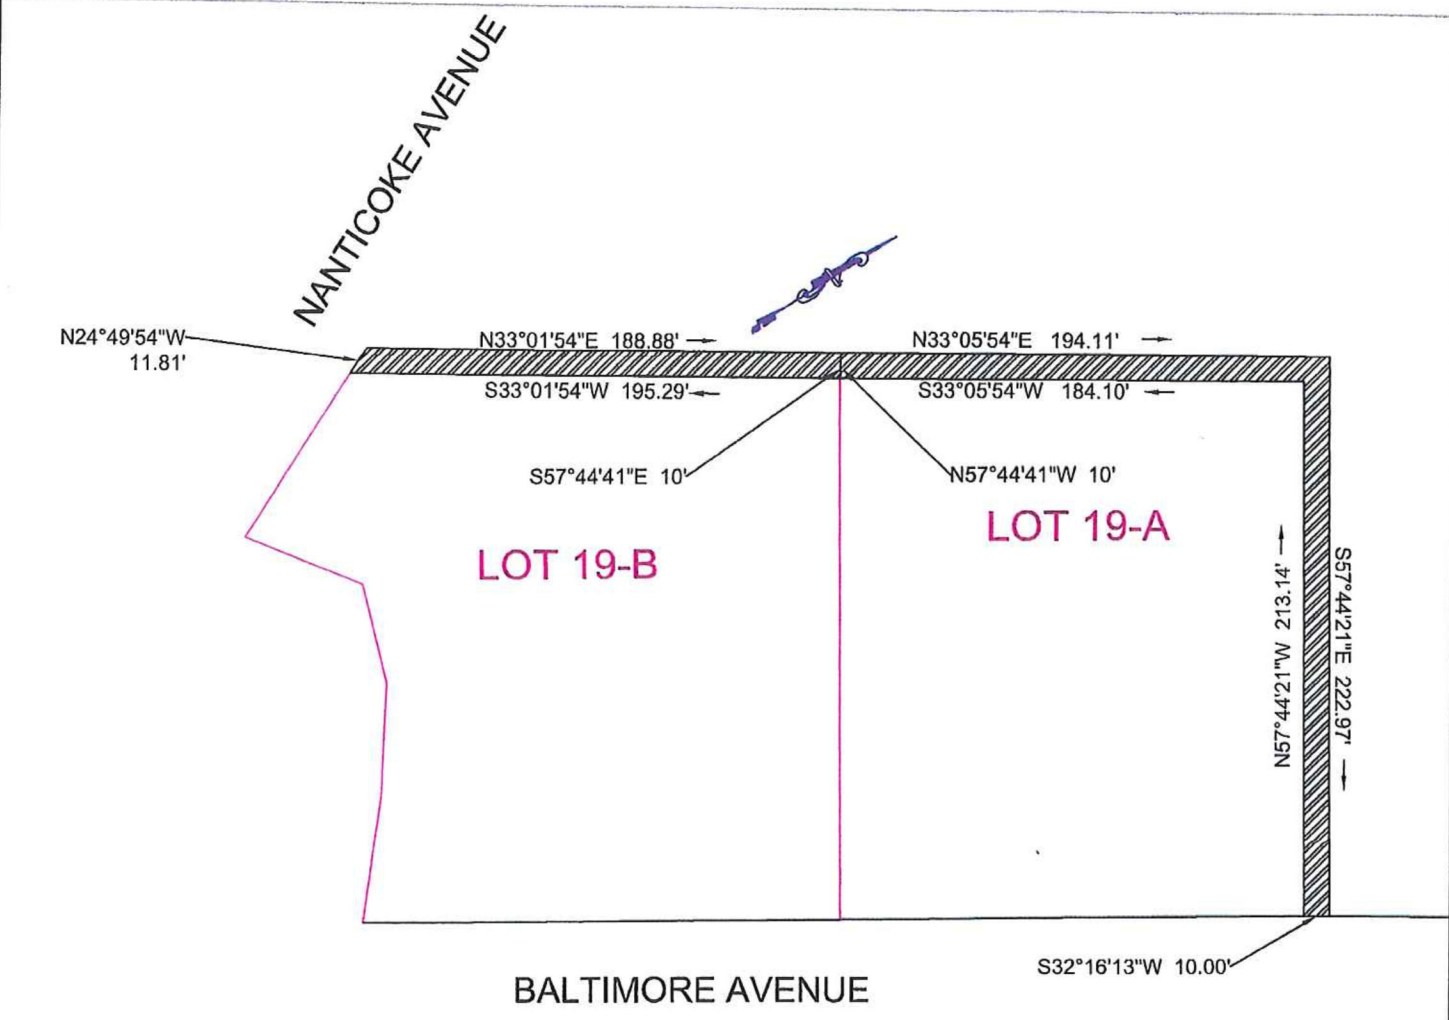 NANTICOKE AVENUE
N24°49'54"W
11.81'
N33°01'54"E 188.88'
N33°05'54"E 194.11'
S33°01'54"W 195.29'
S33°05'54"W 184.10'
S57°44'41"E 10'
N57°44'41"W 10'
LOT 19-B
LOT 19-A
N57°44'21"W 213.14'
S57°44'21"E 222.97'
S32°16'13"W 10.00'
BALTIMORE AVENUE